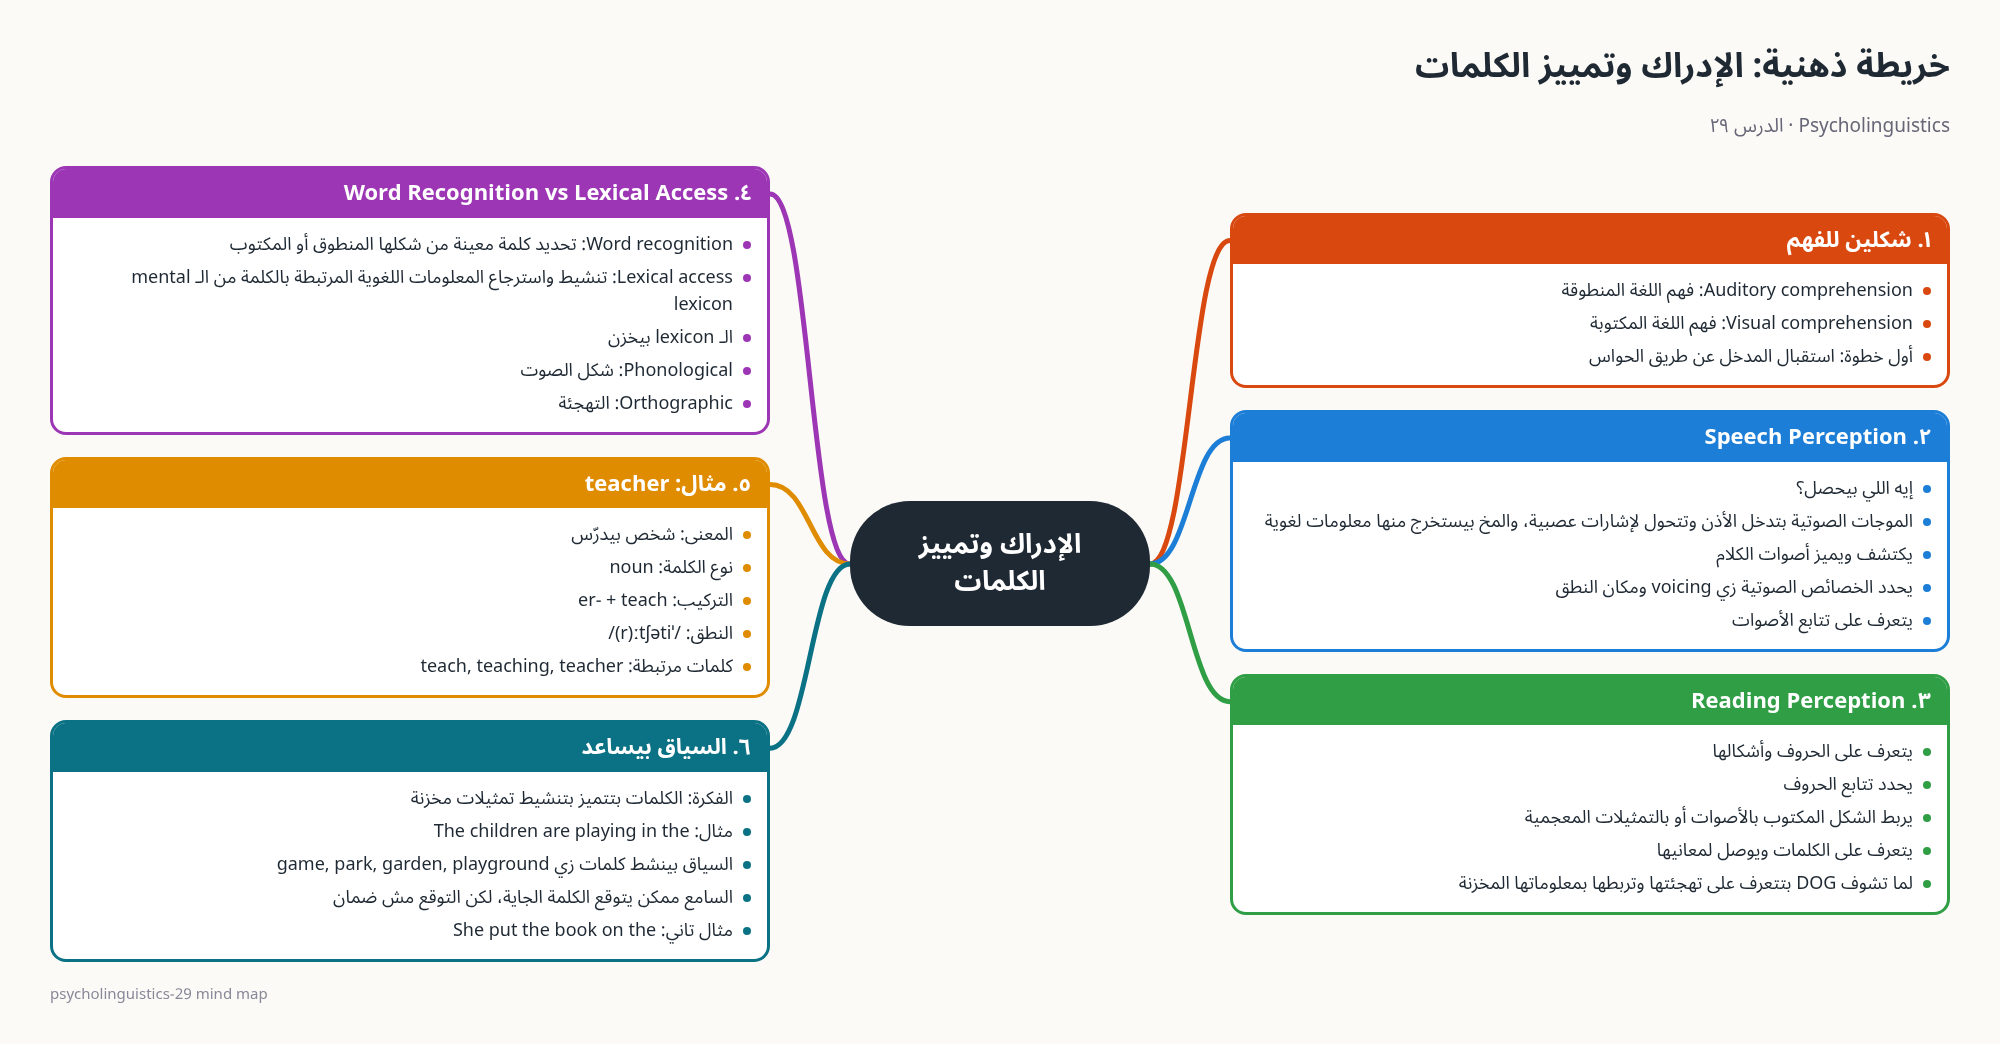 خريطة ذهنية: الإدراك وتمييز الكلمات
Psycholinguistics · الدرس ٢٩
١. شكلين للفهم
Auditory comprehension: فهم اللغة المنطوقة
Visual comprehension: فهم اللغة المكتوبة
أول خطوة: استقبال المدخل عن طريق الحواس
٢. Speech Perception
إيه اللي بيحصل؟
الموجات الصوتية بتدخل الأذن وتتحول لإشارات عصبية، والمخ بيستخرج منها معلومات لغوية
يكتشف ويميز أصوات الكلام
يحدد الخصائص الصوتية زي voicing ومكان النطق
يتعرف على تتابع الأصوات
٣. Reading Perception
يتعرف على الحروف وأشكالها
يحدد تتابع الحروف
يربط الشكل المكتوب بالأصوات أو بالتمثيلات المعجمية
يتعرف على الكلمات ويوصل لمعانيها
لما تشوف DOG بتتعرف على تهجئتها وتربطها بمعلوماتها المخزنة
الإدراك وتمييز
الكلمات
٤. Word Recognition vs Lexical Access
Word recognition: تحديد كلمة معينة من شكلها المنطوق أو المكتوب
Lexical access: تنشيط واسترجاع المعلومات اللغوية المرتبطة بالكلمة من الـ mental
lexicon
الـ lexicon بيخزن
Phonological: شكل الصوت
Orthographic: التهجئة
٥. مثال: teacher
المعنى: شخص بيدرّس
نوع الكلمة: noun
التركيب: teach + -er
النطق: /ˈtiːtʃə(r)/
كلمات مرتبطة: teach, teaching, teacher
٦. السياق بيساعد
الفكرة: الكلمات بتتميز بتنشيط تمثيلات مخزنة
مثال: The children are playing in the
السياق بينشط كلمات زي game, park, garden, playground
السامع ممكن يتوقع الكلمة الجاية، لكن التوقع مش ضمان
مثال تاني: She put the book on the
psycholinguistics-29 mind map